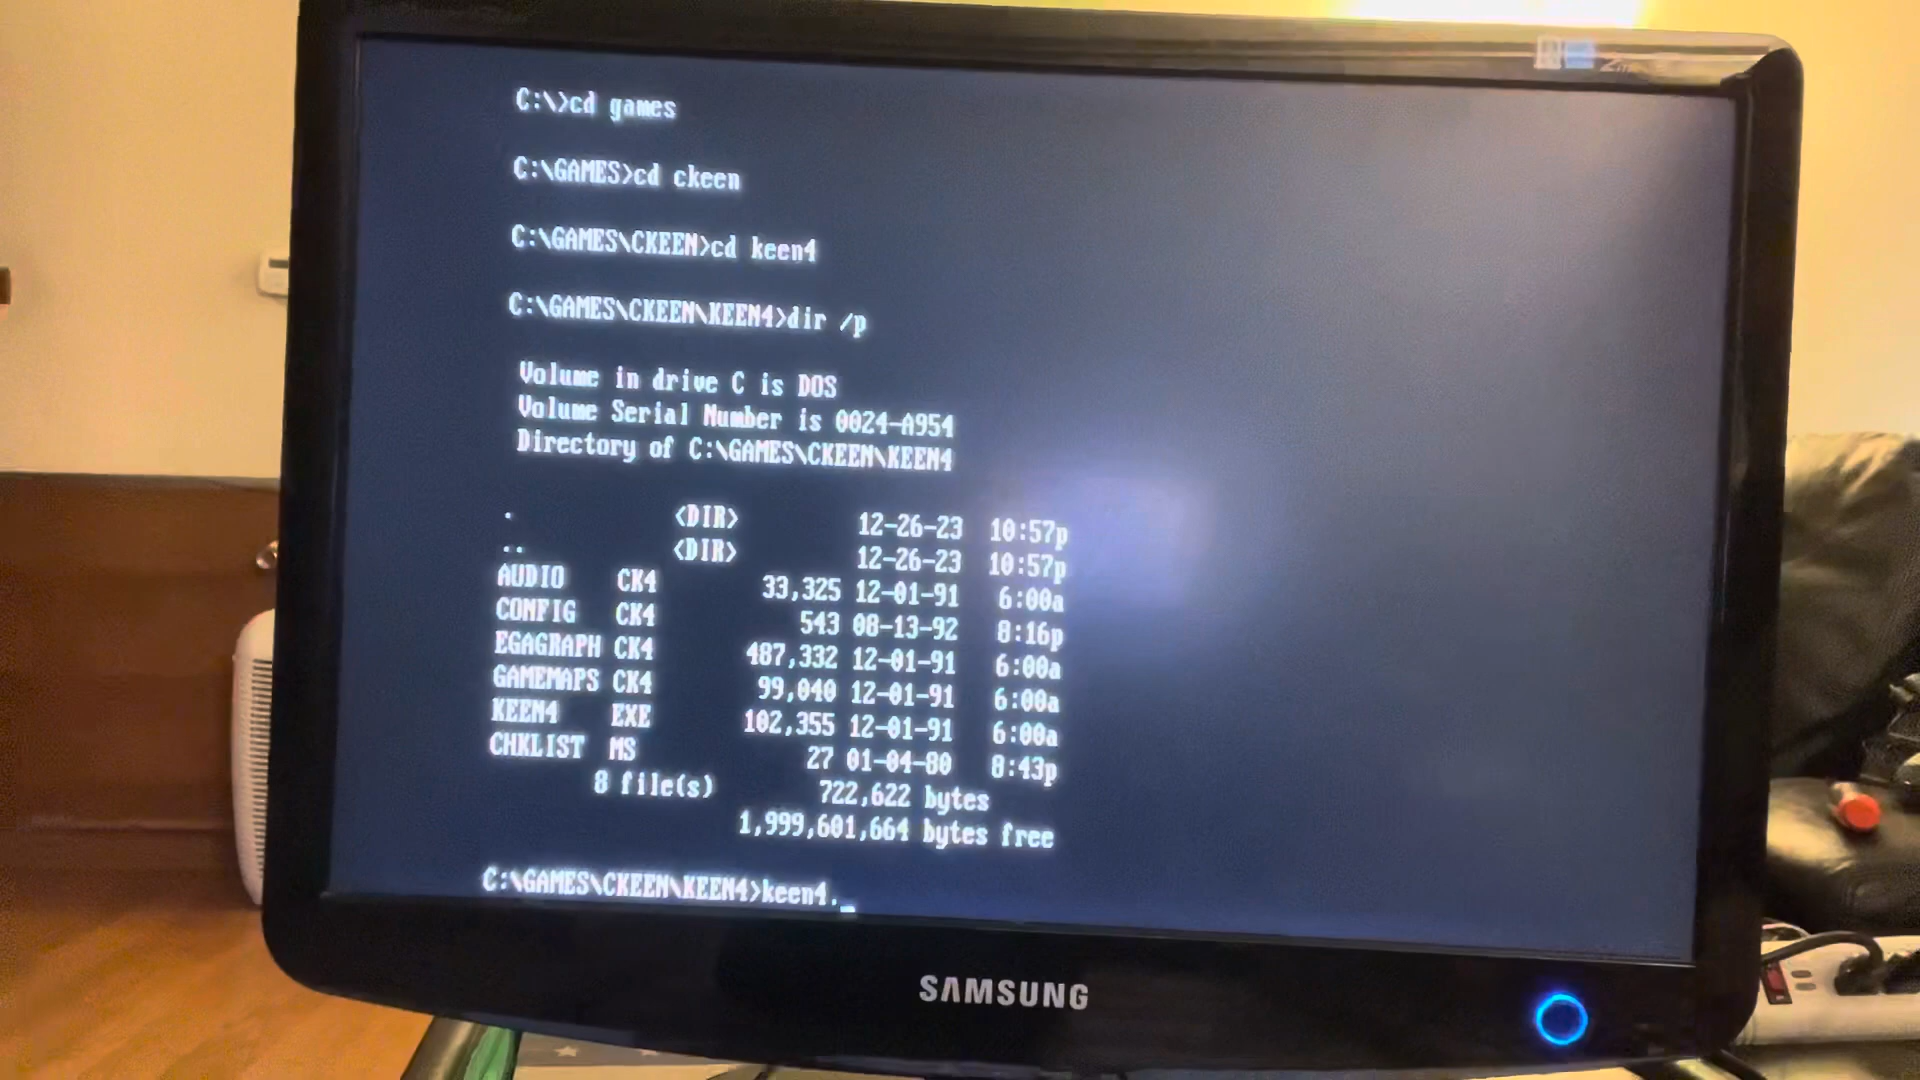 C:\>cd games
C:\GAMES>cd ckeen
C:\GAMES\CKEEN>cd keen4
C:\GAMES\CKEEN\KEEN4>dir /p
Volume in drive C is DOS
Volume Serial Number is 0024-A954
Directory of C:\GAMES\CKEEN\KEEN4
. <DIR> 12-26-23 10:57p
.. <DIR> 12-26-23 10:57p
AUDIO CK4 33,325 12-01-91 6:00a
CONFIG CK4 543 08-13-92 8:16p
EGAGRAPH CK4 487,332 12-01-91 6:00a
GAMEMAPS CK4 99,040 12-01-91 6:00a
KEEN4 EXE 102,355 12-01-91 6:00a
CHKLIST MS 27 01-04-80 8:43p
8 file(s) 722,622 bytes
1,999,601,664 bytes free
C:\GAMES\CKEEN\KEEN4>keen4._
SAMSUNG